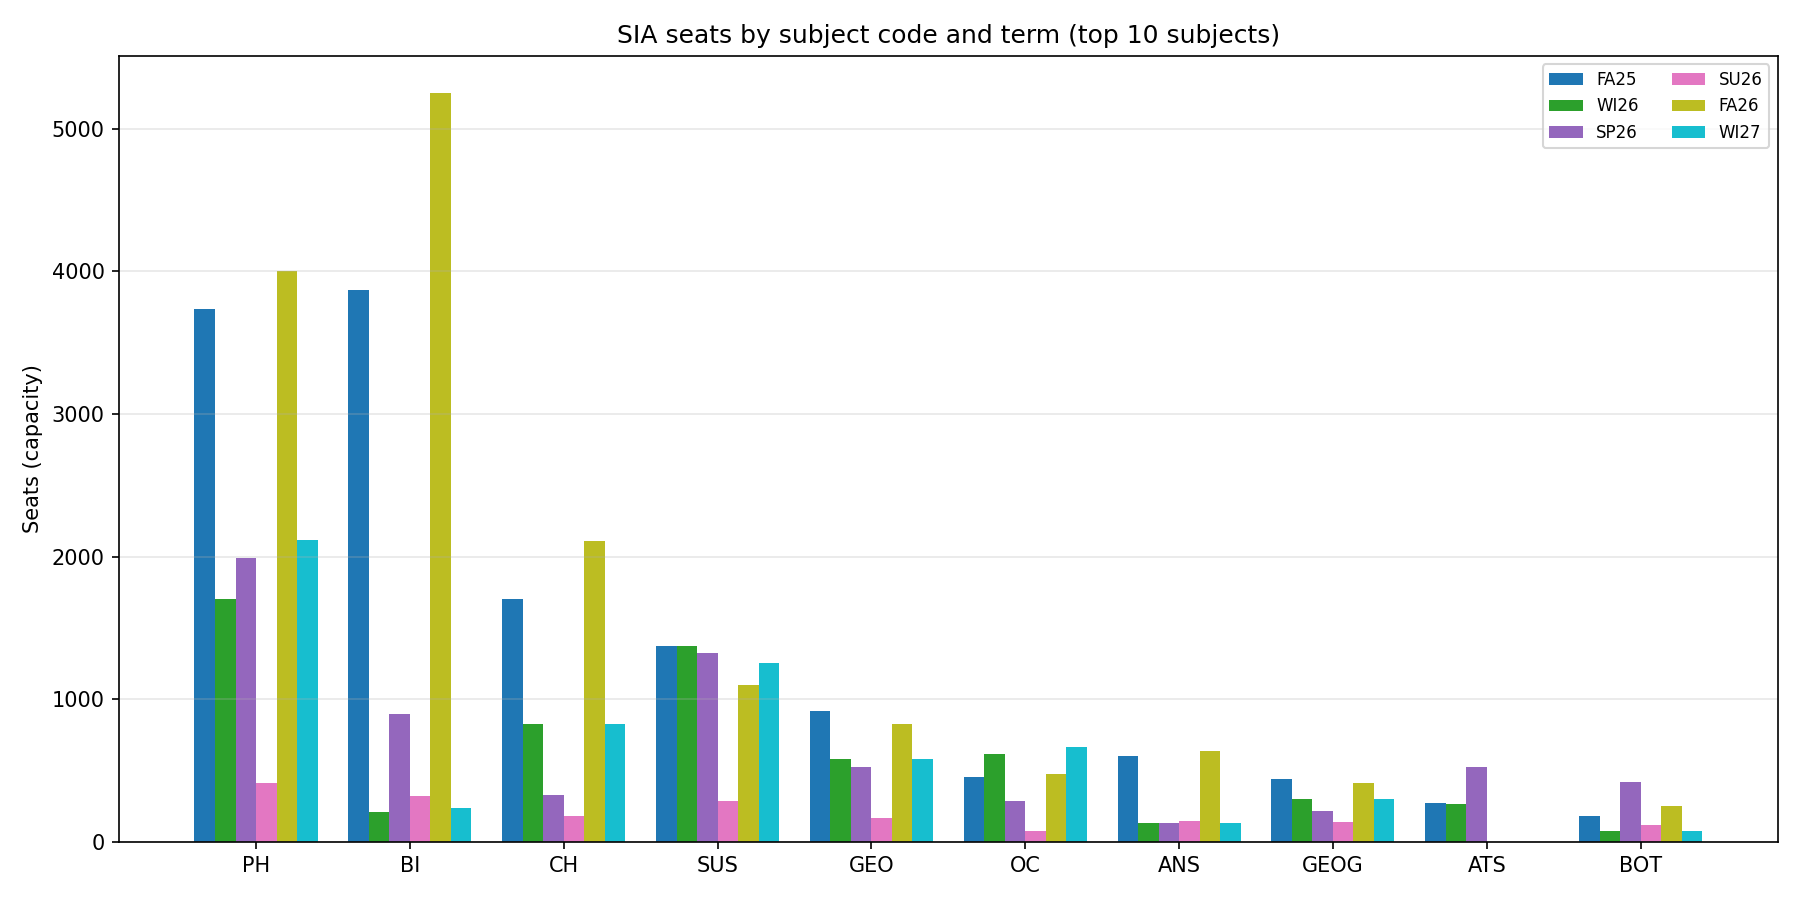 SIA seats by subject code and term (top 10 subjects)
FA25
WI26
SP26
SU26
FA26
WI27
Seats (capacity)
5000
4000
3000
2000
1000
0
PH BI CH SUS GEO OC ANS GEOG ATS BOT